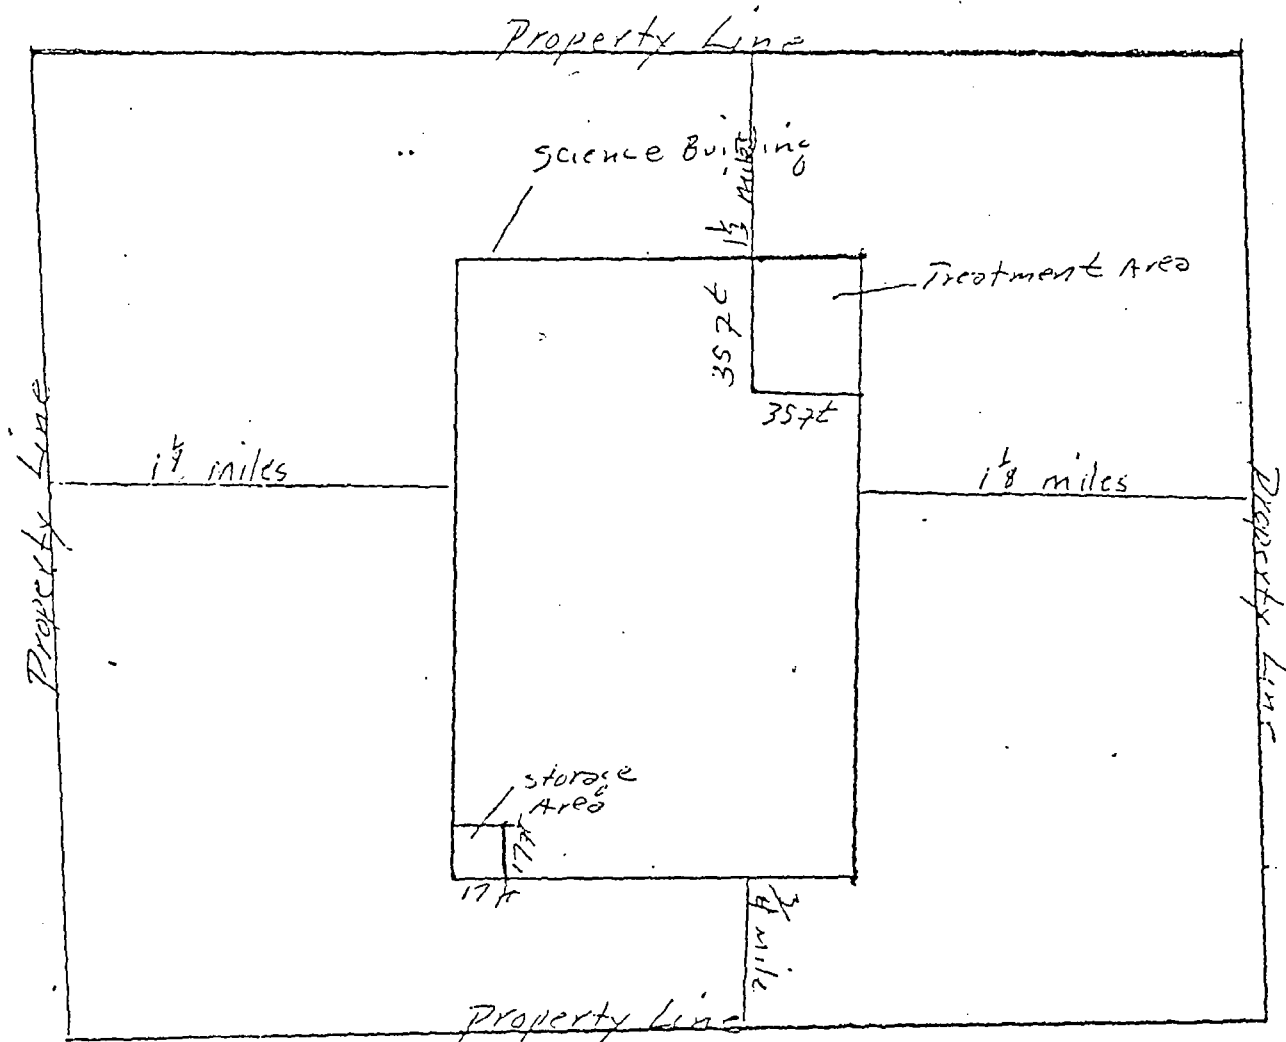 Property Line
Science Building
1 1/2 miles
Treatment Area
35 ft
35 ft
Property Line
1 1/4 miles
1 1/8 miles
Property Line
Storage
Area
17 ft
17 ft
3/4 mile
Property Line